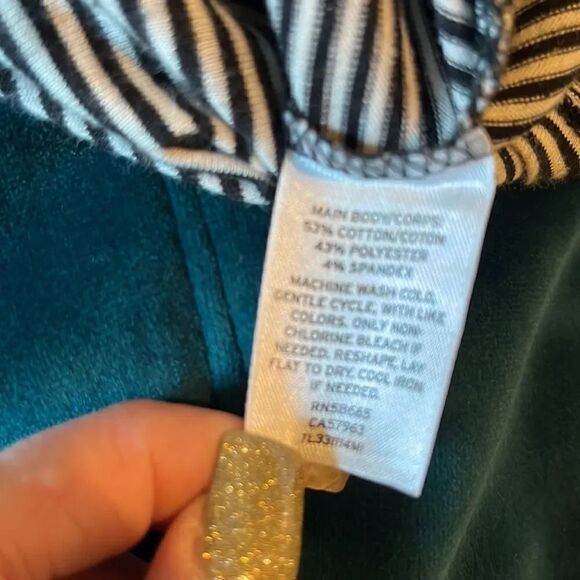 MAIN BODY/CORPS:
53% COTTON/COTON
43% POLYESTER
4% SPANDEX
MACHINE WASH COLD,
GENTLE CYCLE, WITH LIKE
COLORS. ONLY NON-
CHLORINE BLEACH IF
NEEDED. RESHAPE, LAY
FLAT TO DRY. COOL IRON
IF NEEDED.
RN58665
CA57963